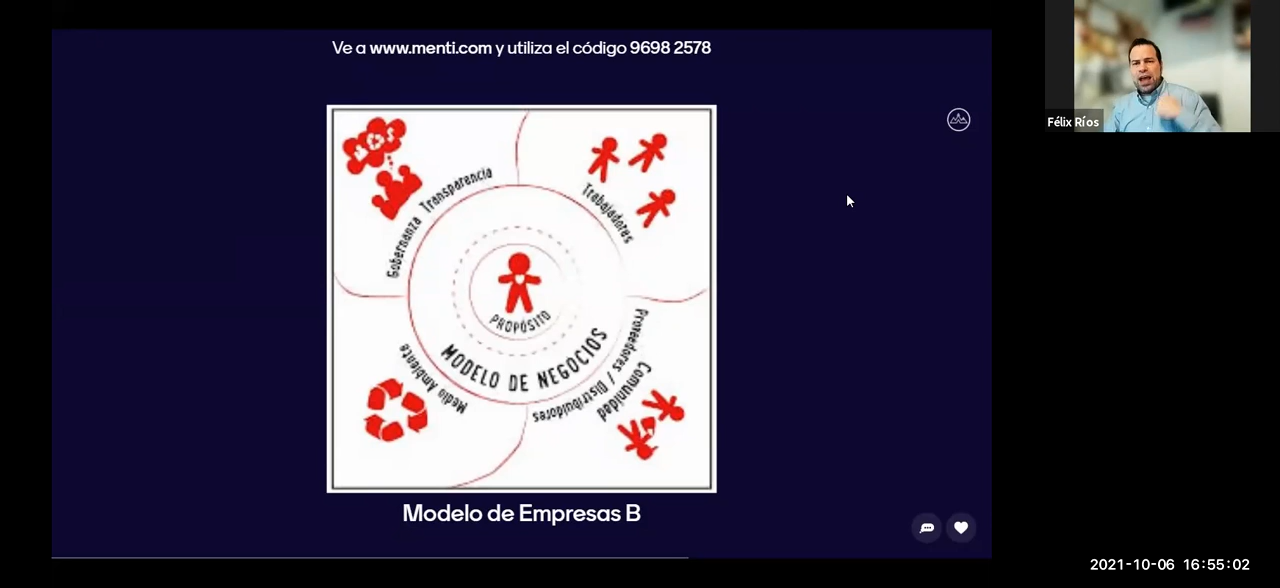 Ve a www.menti.com y utiliza el código 9698 2578
Félix Ríos
Gobernanza Transparencia
Trabajadores
PROPÓSITO
MODELO DE NEGOCIOS
Medio Ambiente
Proveedores / Distribuidores
Comunidad
Modelo de Empresas B
2021-10-06 16:55:02